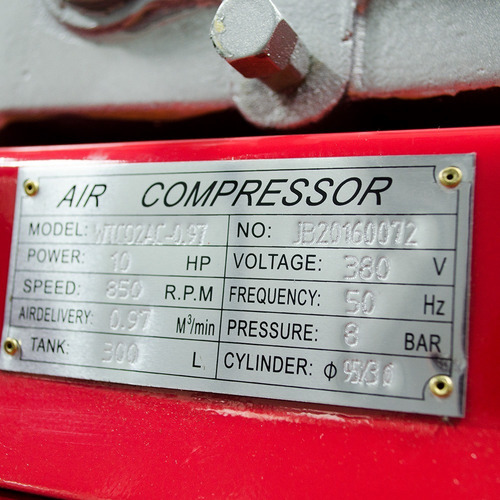 AIR COMPRESSOR
MODEL: NO: JB20160072
POWER: 10 HP VOLTAGE: 380 V
SPEED: 850 R.P.M FREQUENCY: 50 Hz
AIRDELIVERY: 0.97 M³/min PRESSURE: 8 BAR
TANK: 300 L CYLINDER: Φ